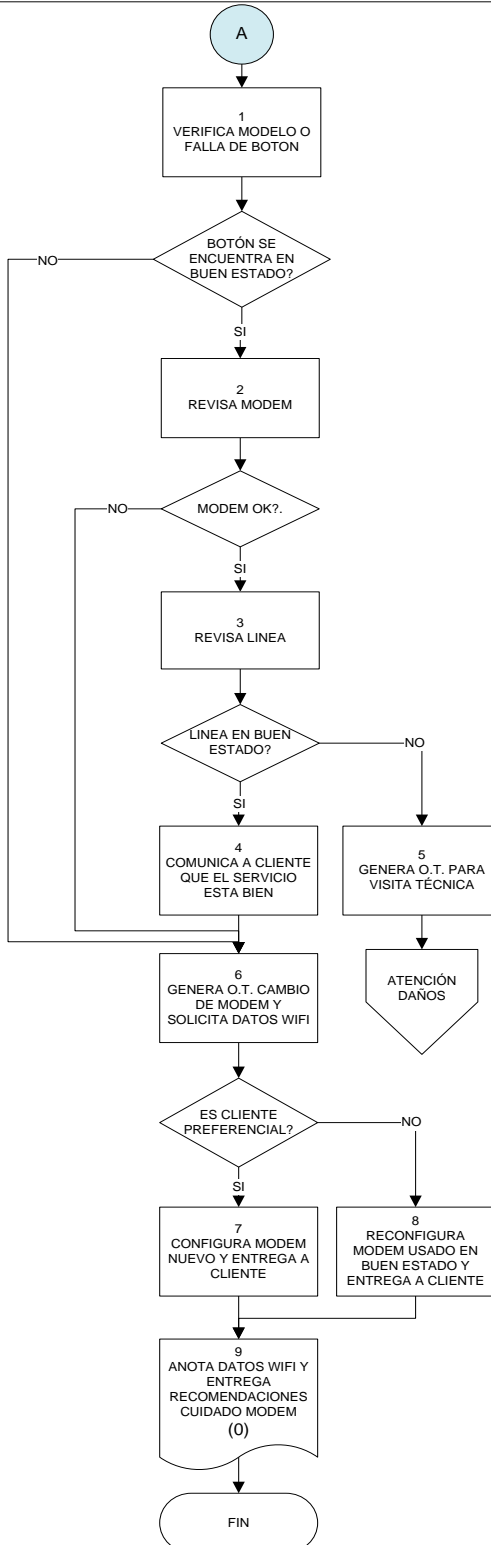 A
1
VERIFICA MODELO O
FALLA DE BOTON
BOTÓN SE
ENCUENTRA EN
BUEN ESTADO?
NO
SI
2
REVISA MODEM
MODEM OK?.
NO
SI
3
REVISA LINEA
LINEA EN BUEN
ESTADO?
NO
SI
4
COMUNICA A CLIENTE
QUE EL SERVICIO
ESTA BIEN
5
GENERA O.T. PARA
VISITA TÉCNICA
ATENCIÓN
DAÑOS
6
GENERA O.T. CAMBIO
DE MODEM Y
SOLICITA DATOS WIFI
ES CLIENTE
PREFERENCIAL?
NO
SI
7
CONFIGURA MODEM
NUEVO Y ENTREGA A
CLIENTE
8
RECONFIGURA
MODEM USADO EN
BUEN ESTADO Y
ENTREGA A CLIENTE
9
ANOTA DATOS WIFI Y
ENTREGA
RECOMENDACIONES
CUIDADO MODEM
(0)
FIN